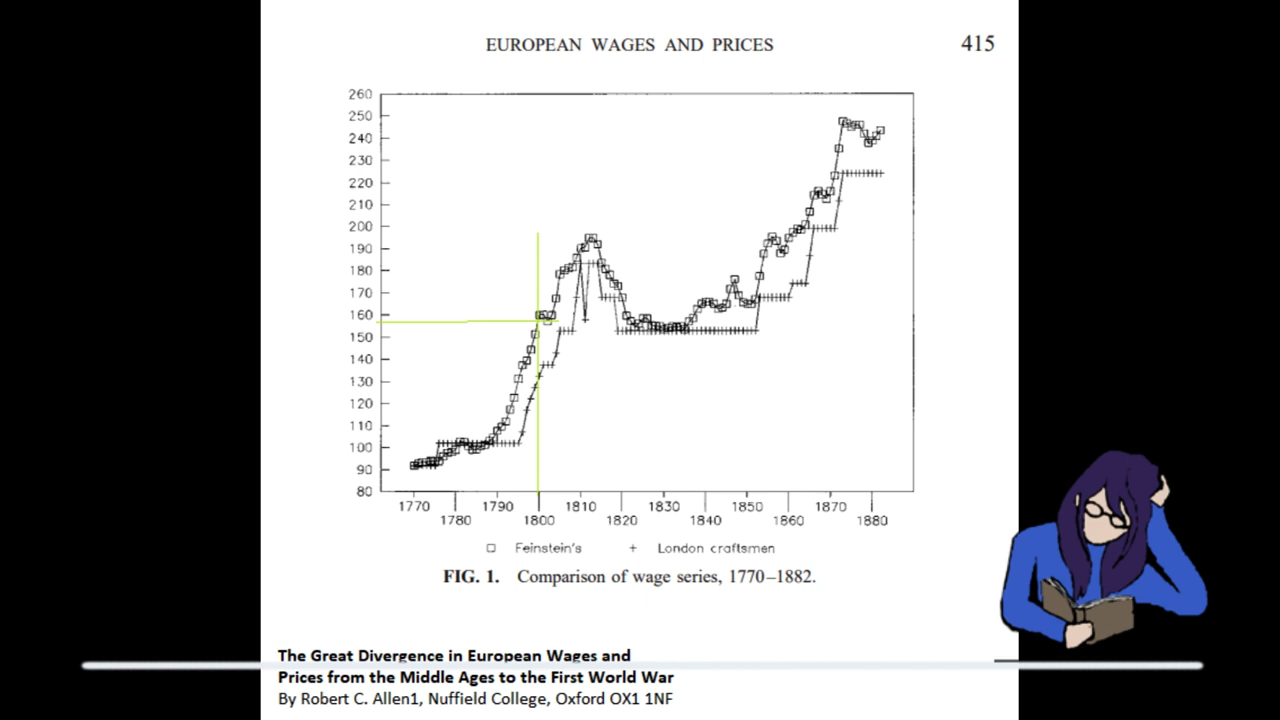 EUROPEAN WAGES AND PRICES 415
260
250
240
230
220
210
200
190
180
170
160
150
140
130
120
110
100
90
80
1770 1790 1810 1830 1850 1870
1780 1800 1820 1840 1860 1880
Feinstein's + London craftsmen
FIG. 1. Comparison of wage series, 1770–1882.
The Great Divergence in European Wages and
Prices from the Middle Ages to the First World War
By Robert C. Allen1, Nuffield College, Oxford OX1 1NF